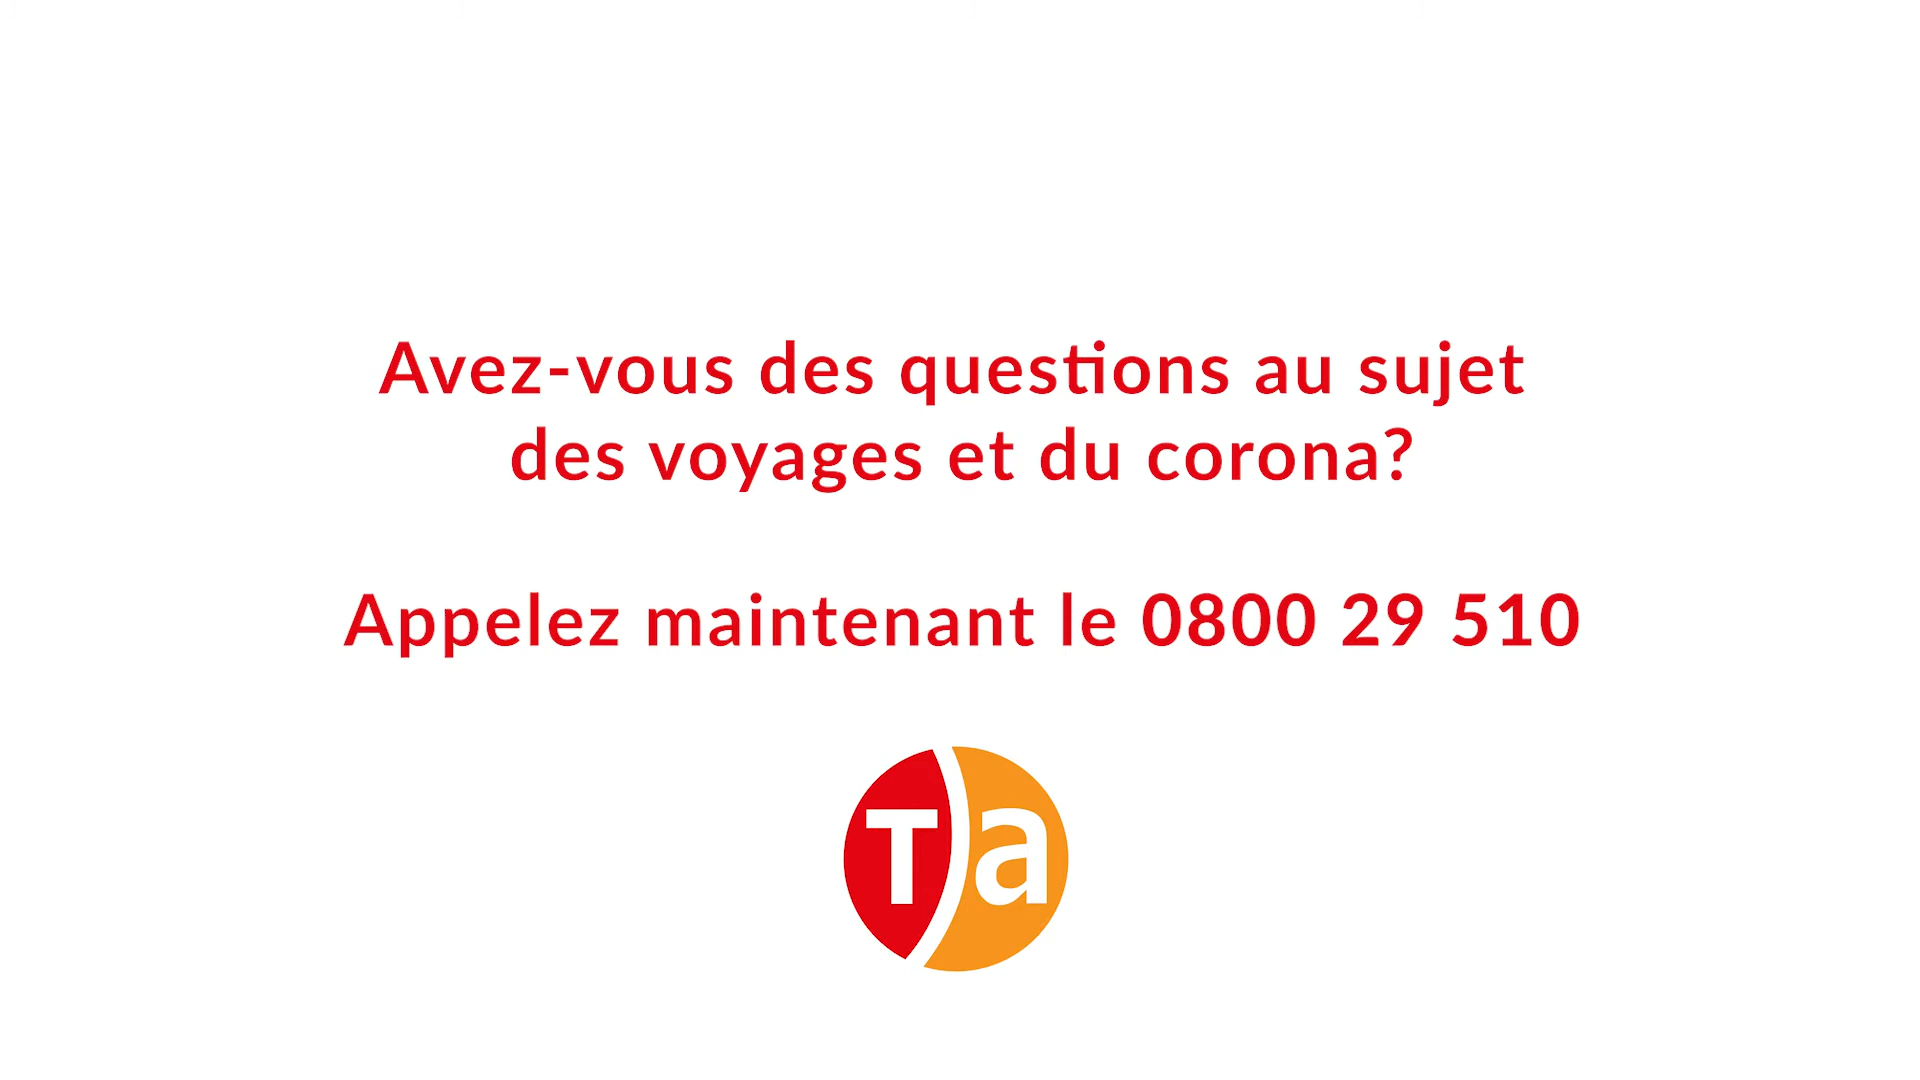 Avez-vous des questions au sujet
des voyages et du corona?
Appelez maintenant le 0800 29 510
Ta